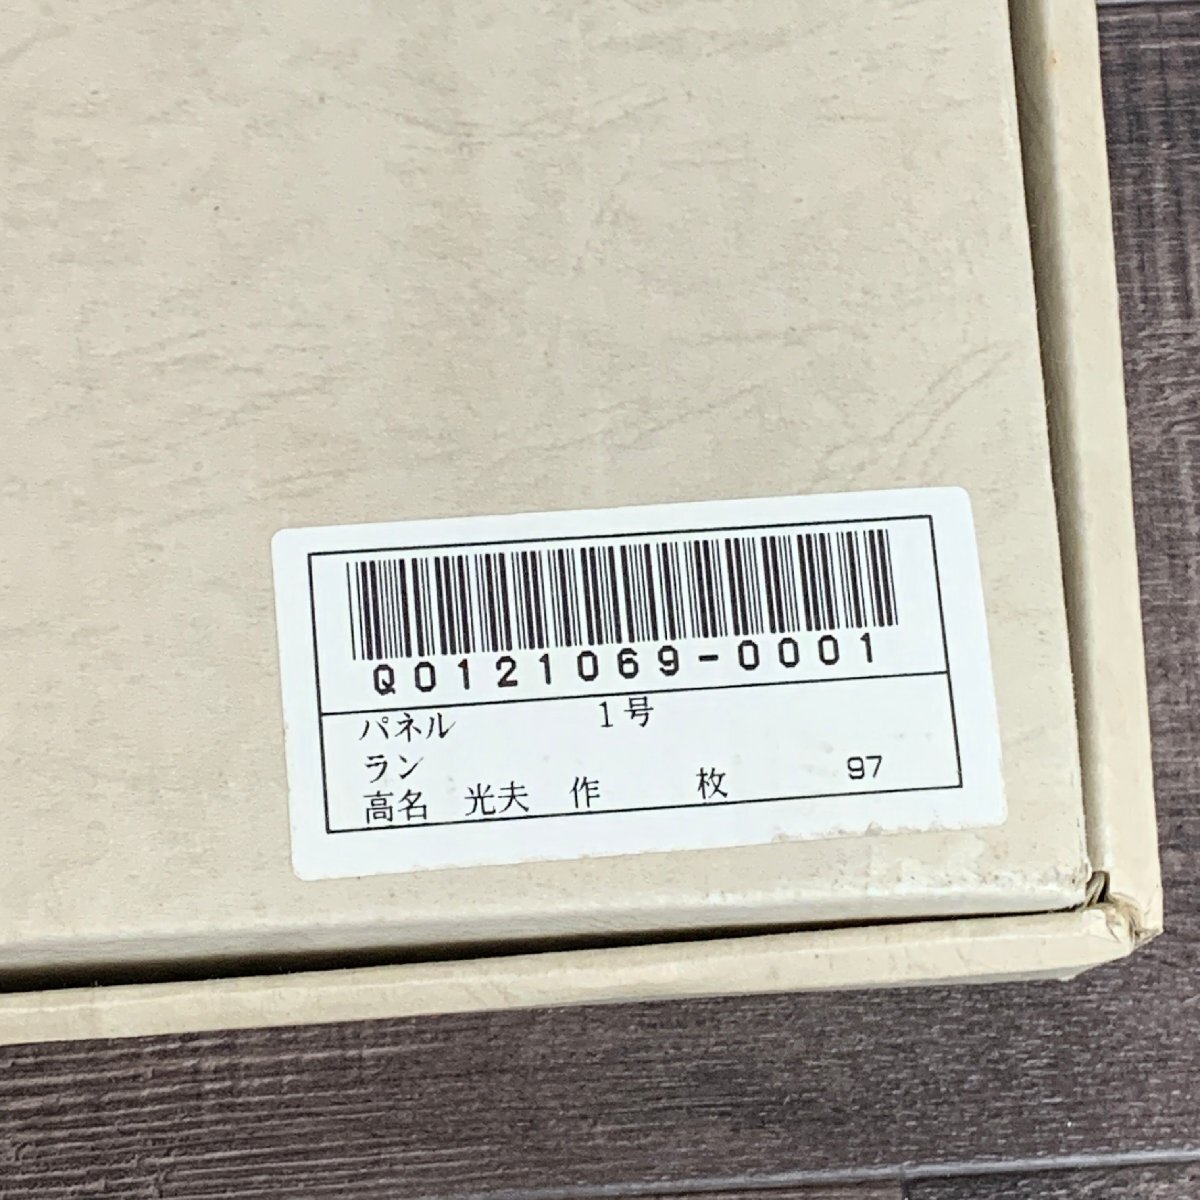 Q0121069-0001
パネル 1号
ラン
高名 光夫 作 枚 97